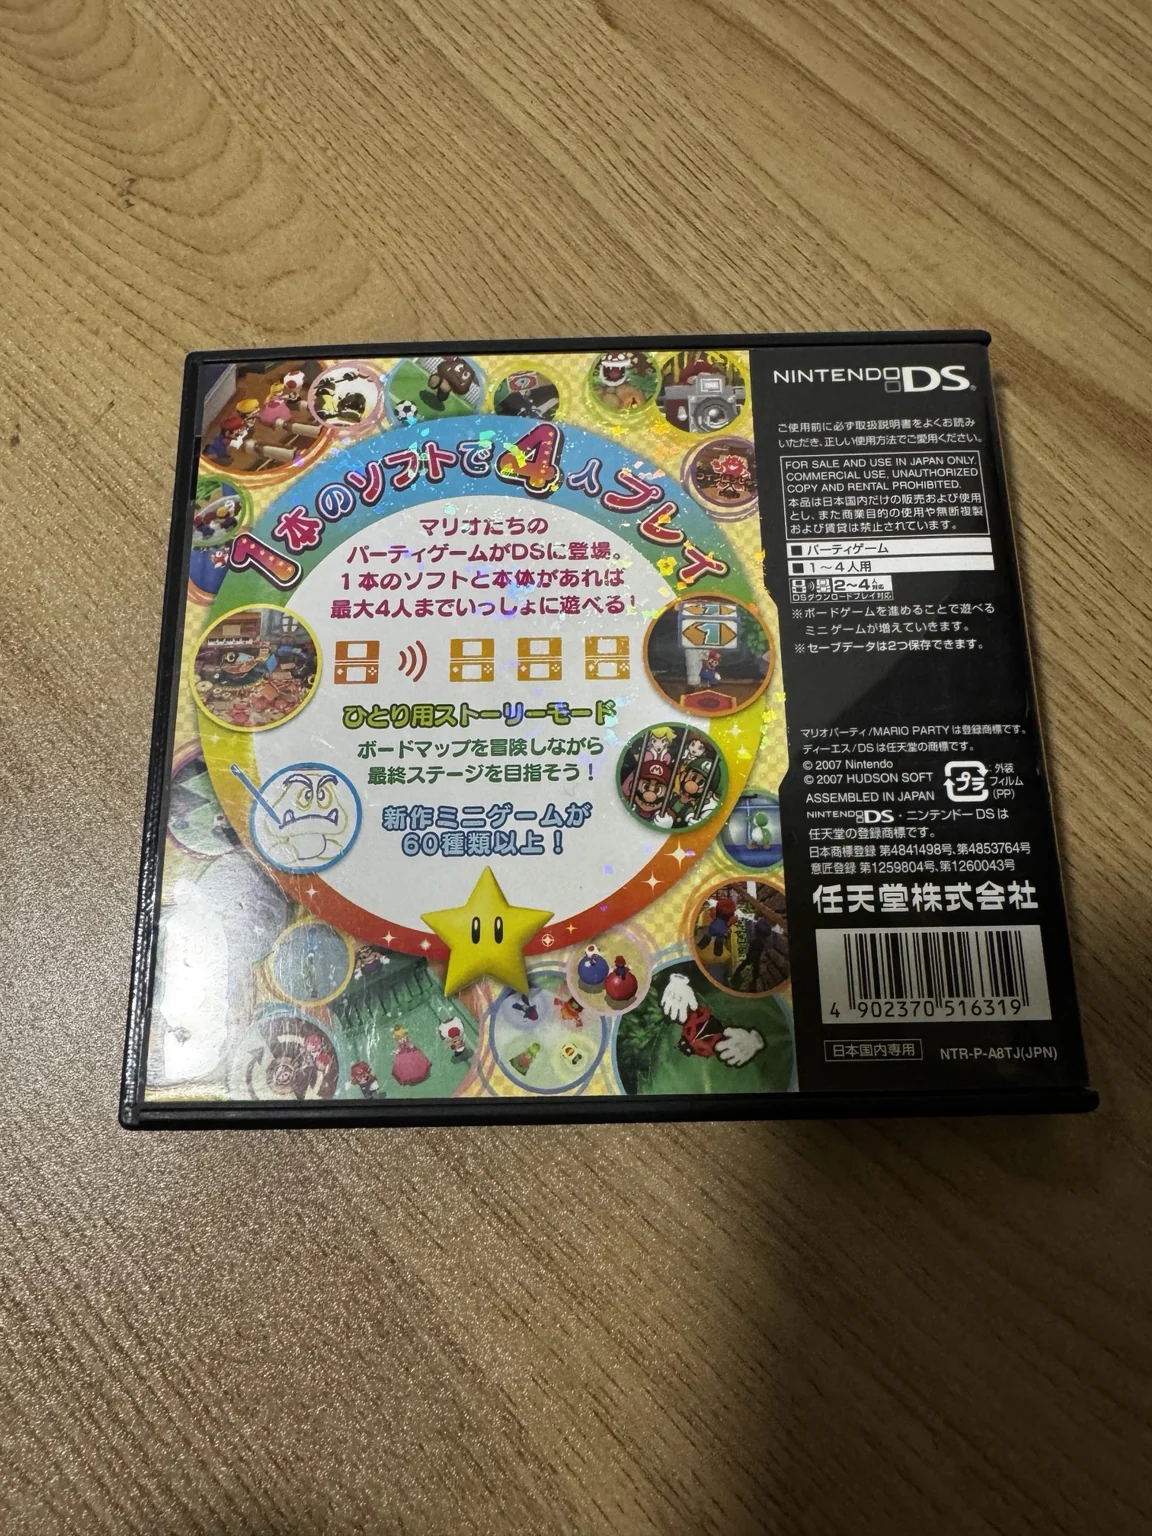 1本のソフトで4人プレイ
マリオたちの
パーティゲームがDSに登場。
1本のソフトと本体があれば
最大4人までいっしょに遊べる!
ひとり用ストーリーモード
ボードマップを冒険しながら
最終ステージを目指そう!
新作ミニゲームが
60種類以上!
NINTENDO DS®
ご使用前に必ず取扱説明書をよくお読み
いただき、正しい使用方法でご愛用ください。
FOR SALE AND USE IN JAPAN ONLY.
COMMERCIAL USE, UNAUTHORIZED
COPY AND RENTAL PROHIBITED.
本品は日本国内だけの販売および使用
とし、また商業目的の使用や無断複製
および賃貸は禁止されています。
■パーティゲーム
■1〜4人用
2〜4人対応
DSダウンロードプレイ対応
※ボードゲームを進めることで遊べる
ミニゲームが増えていきます。
※セーブデータは2つ保存できます。
マリオパーティ/MARIO PARTY は登録商標です。
ディーエス/DSは任天堂の商標です。
© 2007 Nintendo
© 2007 HUDSON SOFT
ASSEMBLED IN JAPAN
プラ
:外装
フィルム
(PP)
NINTENDO DS・ニンテンドーDSは
任天堂の登録商標です。
日本商標登録 第4841498号、第4853764号
意匠登録 第1259804号、第1260043号
任天堂株式会社
4 902370 516319
日本国内専用
NTR-P-A8TJ(JPN)